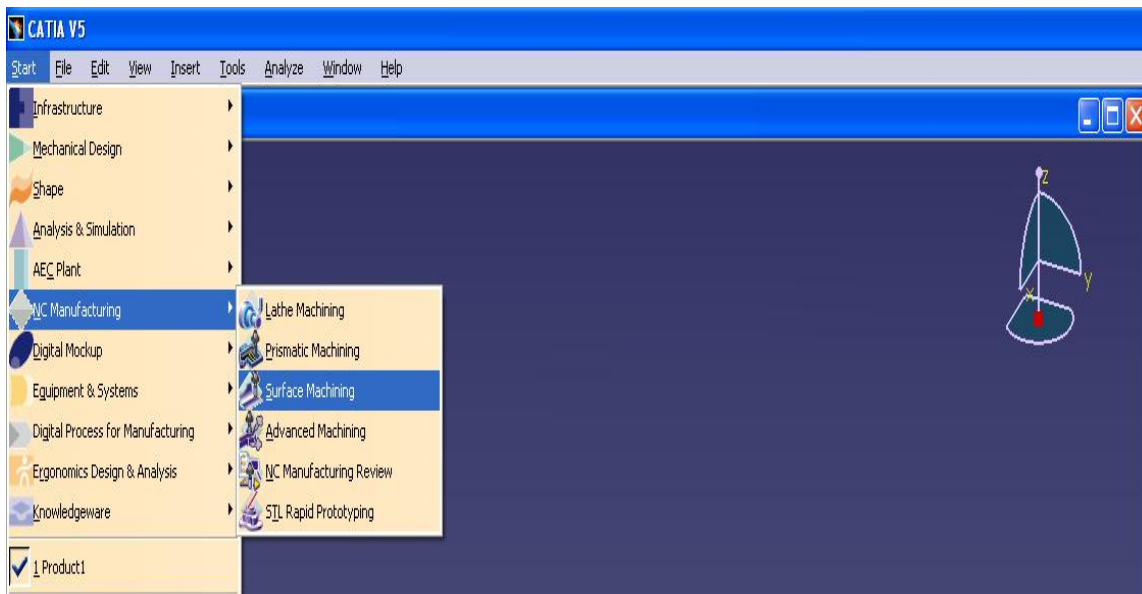 CATIA V5
Start File Edit View Insert Tools Analyze Window Help
Infrastructure
Mechanical Design
Shape
Analysis & Simulation
AEC Plant
NC Manufacturing
Digital Mockup
Equipment & Systems
Digital Process for Manufacturing
Ergonomics Design & Analysis
Knowledgeware
1 Product1
Lathe Machining
Prismatic Machining
Surface Machining
Advanced Machining
NC Manufacturing Review
STL Rapid Prototyping
z
y
x